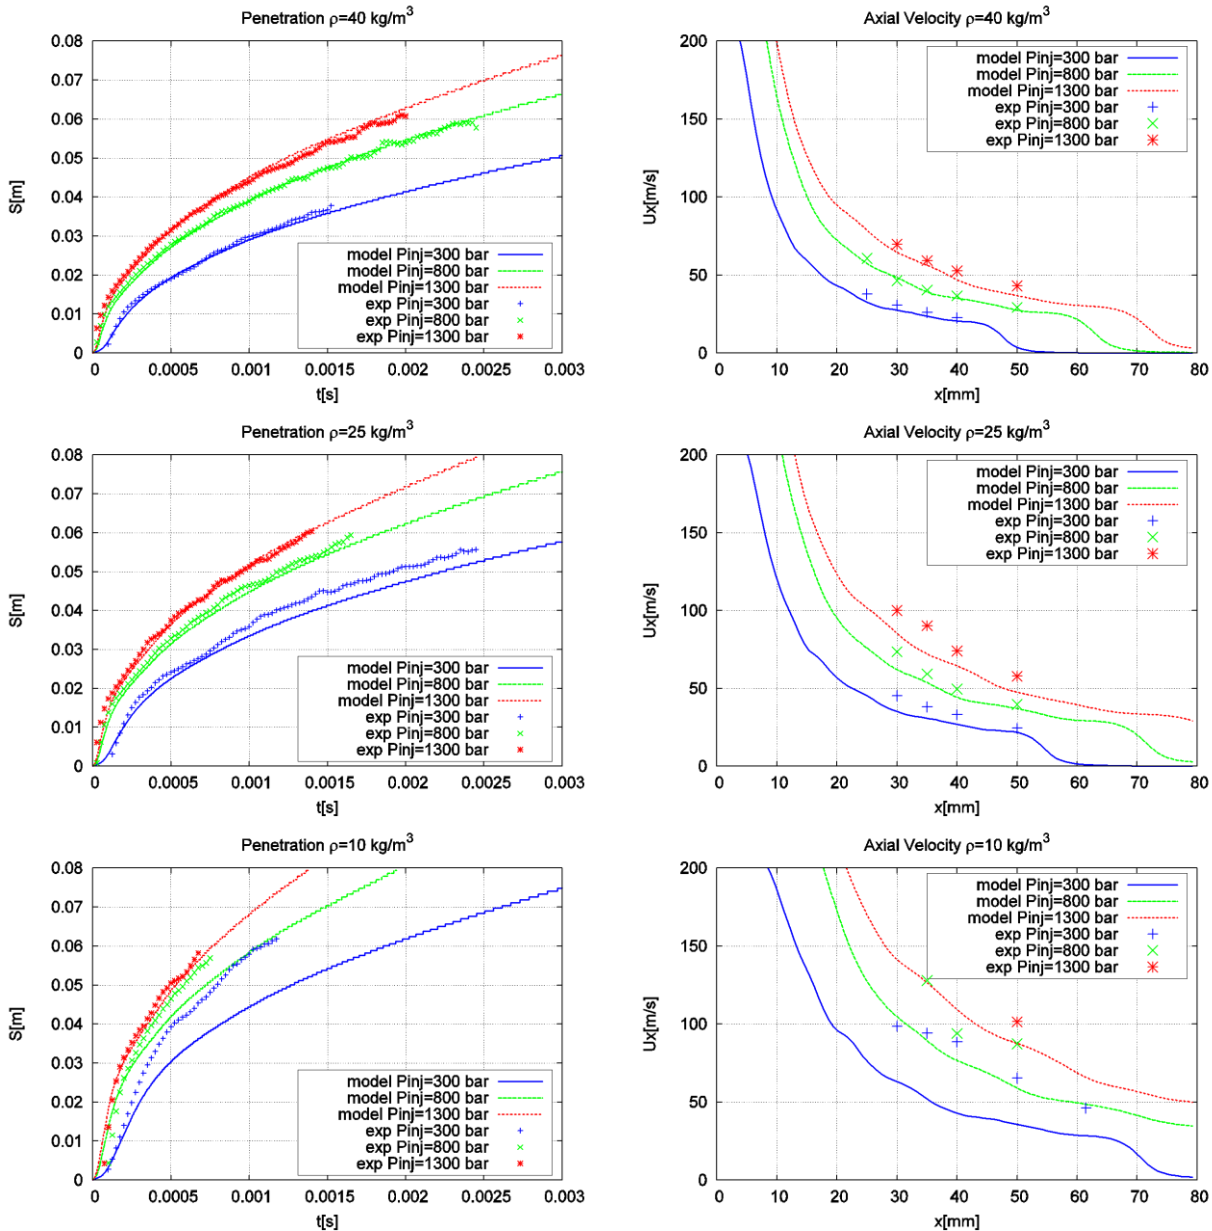 Penetration ρ=40 kg/m³
S[m]
0.08
0.07
0.06
0.05
0.04
0.03
0.02
0.01
0
model Pinj=300 bar
model Pinj=800 bar
model Pinj=1300 bar
exp Pinj=300 bar
exp Pinj=800 bar
exp Pinj=1300 bar
0 0.0005 0.001 0.0015 0.002 0.0025 0.003
t[s]
Axial Velocity ρ=40 kg/m³
Ux[m/s]
200
150
100
50
0
model Pinj=300 bar
model Pinj=800 bar
model Pinj=1300 bar
exp Pinj=300 bar
exp Pinj=800 bar
exp Pinj=1300 bar
0 10 20 30 40 50 60 70 80
x[mm]
Penetration ρ=25 kg/m³
S[m]
0.08
0.07
0.06
0.05
0.04
0.03
0.02
0.01
0
model Pinj=300 bar
model Pinj=800 bar
model Pinj=1300 bar
exp Pinj=300 bar
exp Pinj=800 bar
exp Pinj=1300 bar
0 0.0005 0.001 0.0015 0.002 0.0025 0.003
t[s]
Axial Velocity ρ=25 kg/m³
Ux[m/s]
200
150
100
50
0
model Pinj=300 bar
model Pinj=800 bar
model Pinj=1300 bar
exp Pinj=300 bar
exp Pinj=800 bar
exp Pinj=1300 bar
0 10 20 30 40 50 60 70 80
x[mm]
Penetration ρ=10 kg/m³
S[m]
0.08
0.07
0.06
0.05
0.04
0.03
0.02
0.01
0
model Pinj=300 bar
model Pinj=800 bar
model Pinj=1300 bar
exp Pinj=300 bar
exp Pinj=800 bar
exp Pinj=1300 bar
0 0.0005 0.001 0.0015 0.002 0.0025 0.003
t[s]
Axial Velocity ρ=10 kg/m³
Ux[m/s]
200
150
100
50
0
model Pinj=300 bar
model Pinj=800 bar
model Pinj=1300 bar
exp Pinj=300 bar
exp Pinj=800 bar
exp Pinj=1300 bar
0 10 20 30 40 50 60 70 80
x[mm]